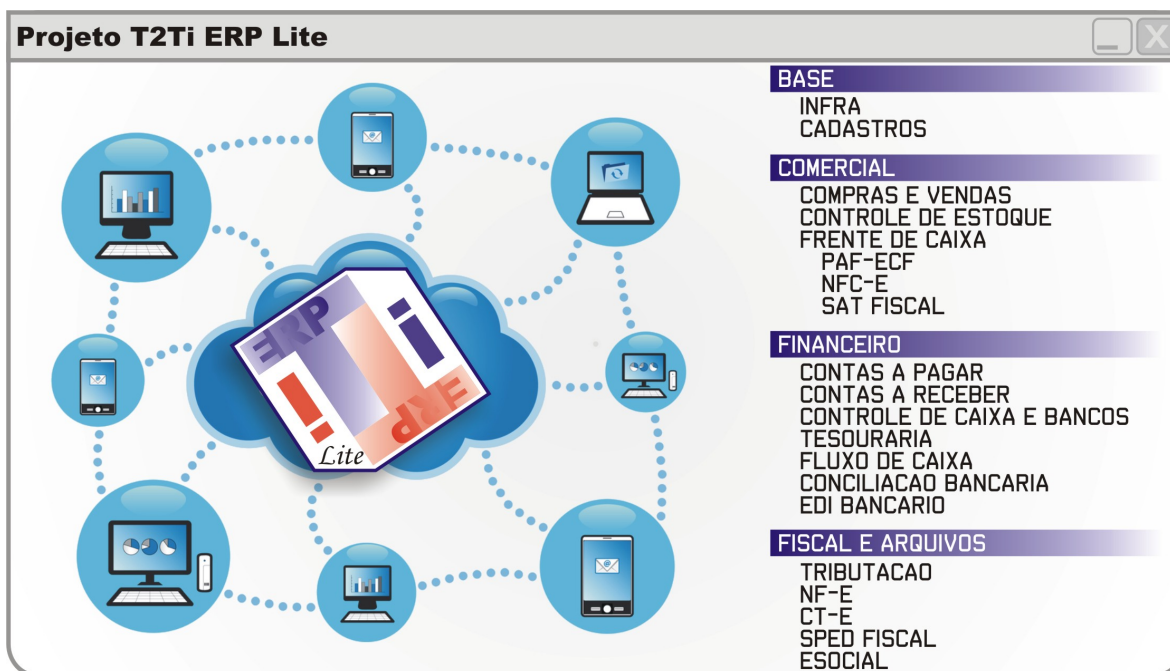 Projeto T2Ti ERP Lite
BASE
INFRA
CADASTROS
COMERCIAL
COMPRAS E VENDAS
CONTROLE DE ESTOQUE
FRENTE DE CAIXA
PAF-ECF
NFC-E
SAT FISCAL
FINANCEIRO
CONTAS A PAGAR
CONTAS A RECEBER
CONTROLE DE CAIXA E BANCOS
TESOURARIA
FLUXO DE CAIXA
CONCILIACAO BANCARIA
EDI BANCARIO
FISCAL E ARQUIVOS
TRIBUTACAO
NF-E
CT-E
SPED FISCAL
ESOCIAL
ERP
ERP
Lite